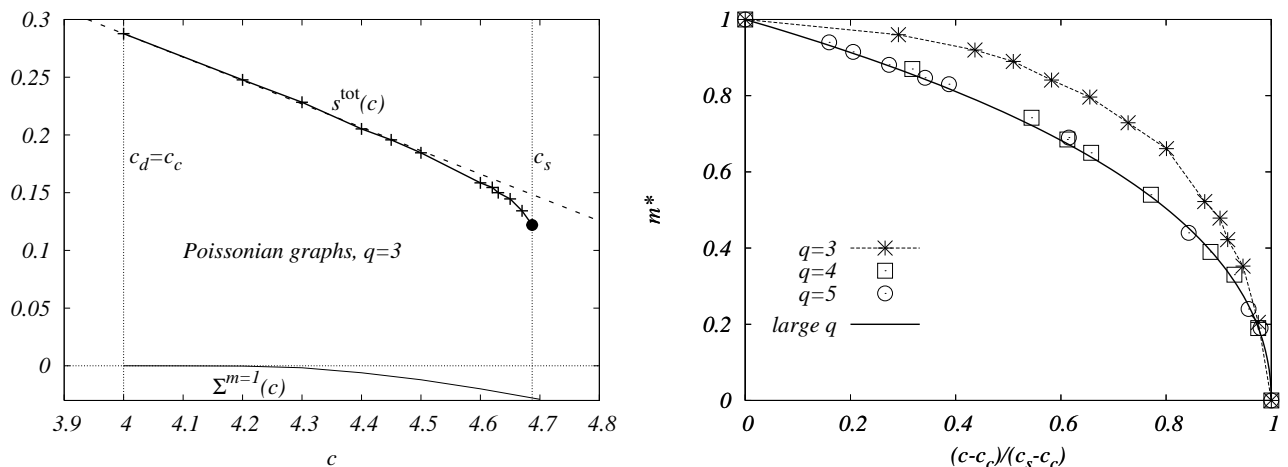 0.3
0.25
0.2
0.15
0.1
0.05
0
s^tot(c)
c_d=c_c
c_s
Poissonian graphs, q=3
Σ^m=1(c)
3.9 4 4.1 4.2 4.3 4.4 4.5 4.6 4.7 4.8
c
m*
1
0.8
0.6
0.4
0.2
0
q=3
q=4
q=5
large q
0 0.2 0.4 0.6 0.8 1
(c-c_c)/(c_s-c_c)